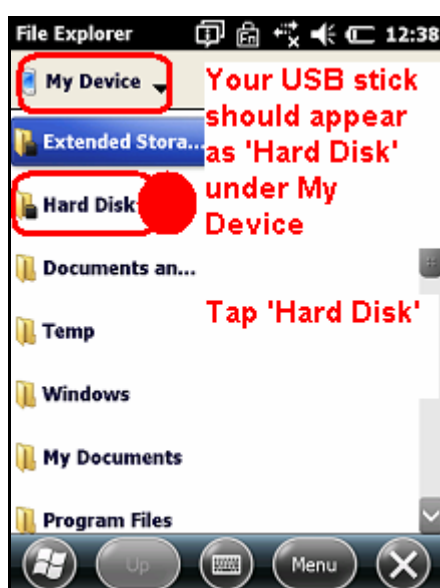 File Explorer 12:38
My Device
Your USB stick
should appear
as 'Hard Disk'
under My
Device
Extended Stora...
Hard Disk
Documents an...
Tap 'Hard Disk'
Temp
Windows
My Documents
Program Files
Up Menu